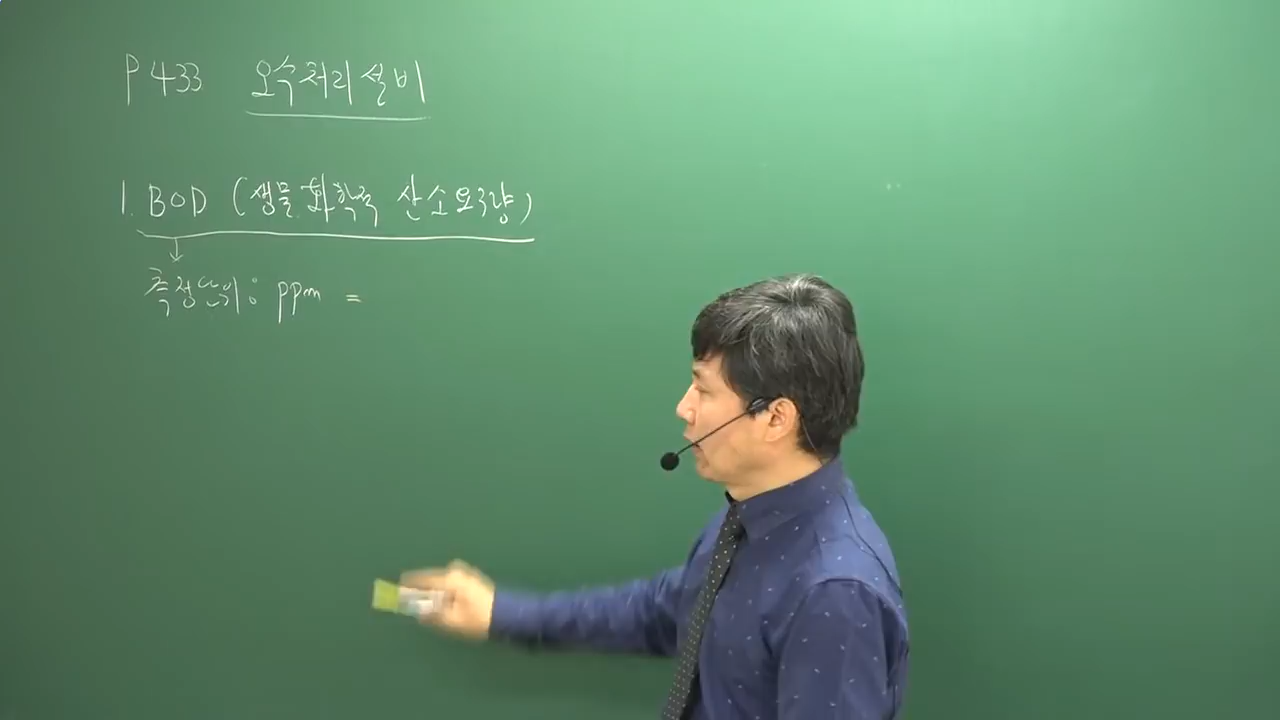 P 433 오수처리설비
1. BOD (생물화학적 산소요구량)
측정단위 : ppm =